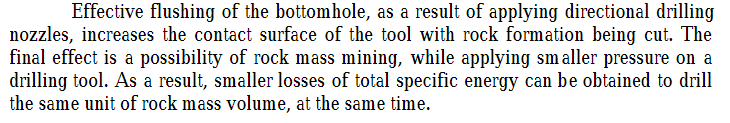 Effective flushing of the bottomhole, as a result of applying directional drilling
nozzles, increases the contact surface of the tool with rock formation being cut. The
final effect is a possibility of rock mass mining, while applying smaller pressure on a
drilling tool. As a result, smaller losses of total specific energy can be obtained to drill
the same unit of rock mass volume, at the same time.